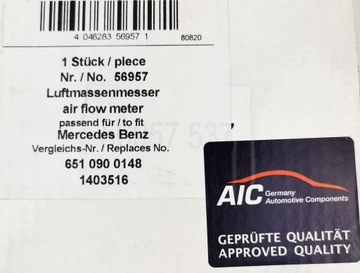 4 046283 56957 1
80820
1 Stück / piece
Nr. / No. 56957
Luftmassenmesser
air flow meter
passend für / to fit
Mercedes Benz
Vergleichs-Nr. / Replaces No.
651 090 0148
1403516
AIC Germany
Automotive Components
GEPRÜFTE QUALITÄT
APPROVED QUALITY